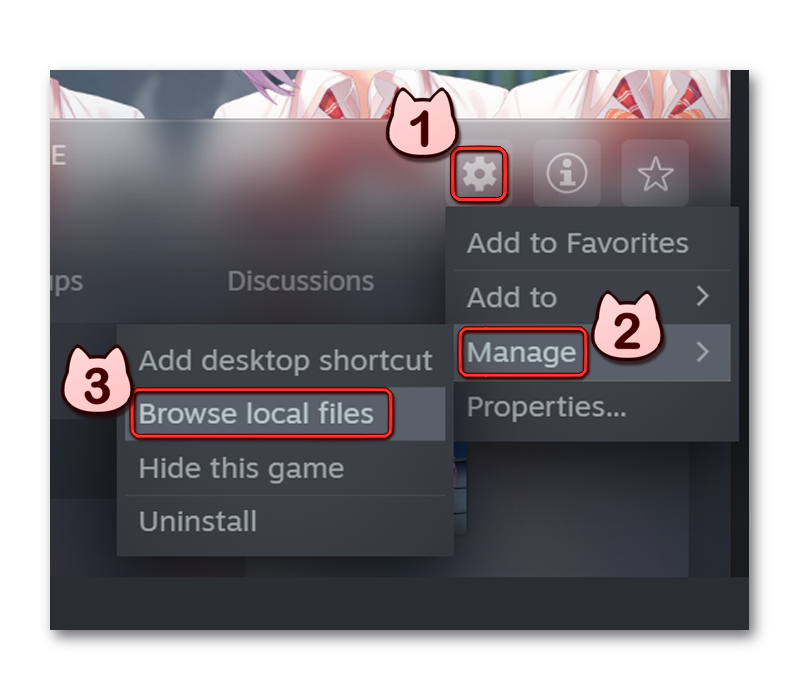 1
E
ups
Discussions
Add to Favorites
Add to
2
Manage
Properties...
3
Add desktop shortcut
Browse local files
Hide this game
Uninstall